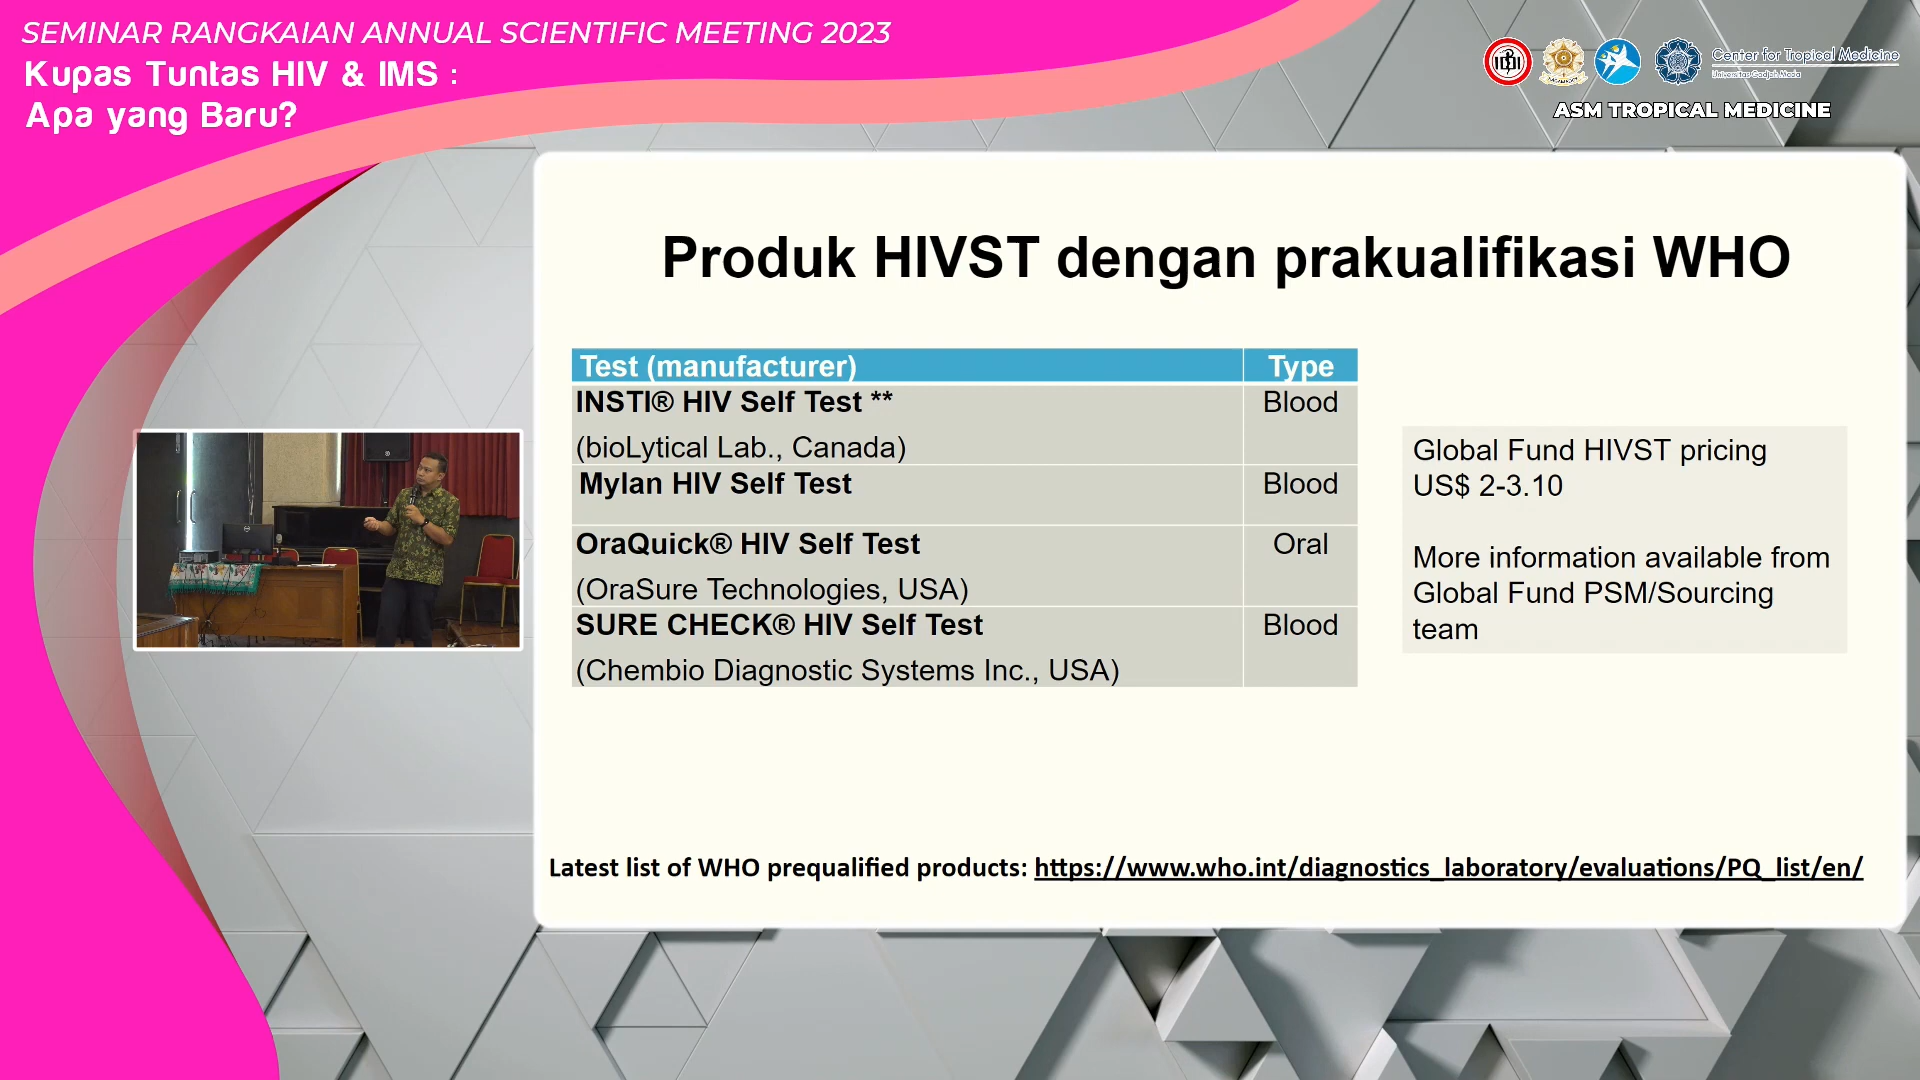 SEMINAR RANGKAIAN ANNUAL SCIENTIFIC MEETING 2023
Kupas Tuntas HIV & IMS :
Apa yang Baru?
Center for Tropical Medicine
Universitas Gadjah Mada
ASM TROPICAL MEDICINE
Produk HIVST dengan prakualifikasi WHO
Test (manufacturer) Type
INSTI® HIV Self Test ** Blood
(bioLytical Lab., Canada)
Mylan HIV Self Test Blood
OraQuick® HIV Self Test Oral
(OraSure Technologies, USA)
SURE CHECK® HIV Self Test Blood
(Chembio Diagnostic Systems Inc., USA)
Global Fund HIVST pricing
US$ 2-3.10
More information available from
Global Fund PSM/Sourcing
team
Latest list of WHO prequalified products: https://www.who.int/diagnostics_laboratory/evaluations/PQ_list/en/